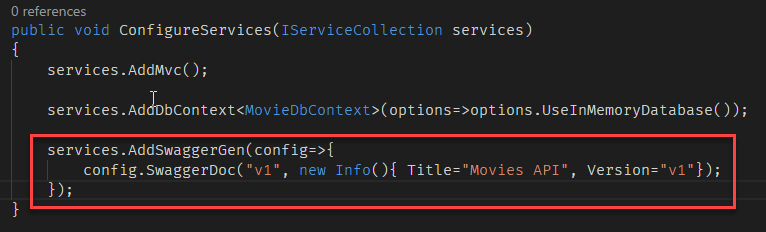 0 references
public void ConfigureServices(IServiceCollection services)
{
    services.AddMvc();
    services.AddDbContext<MovieDbContext>(options=>options.UseInMemoryDatabase());
    services.AddSwaggerGen(config=>{
        config.SwaggerDoc("v1", new Info(){ Title="Movies API", Version="v1"});
    });
}